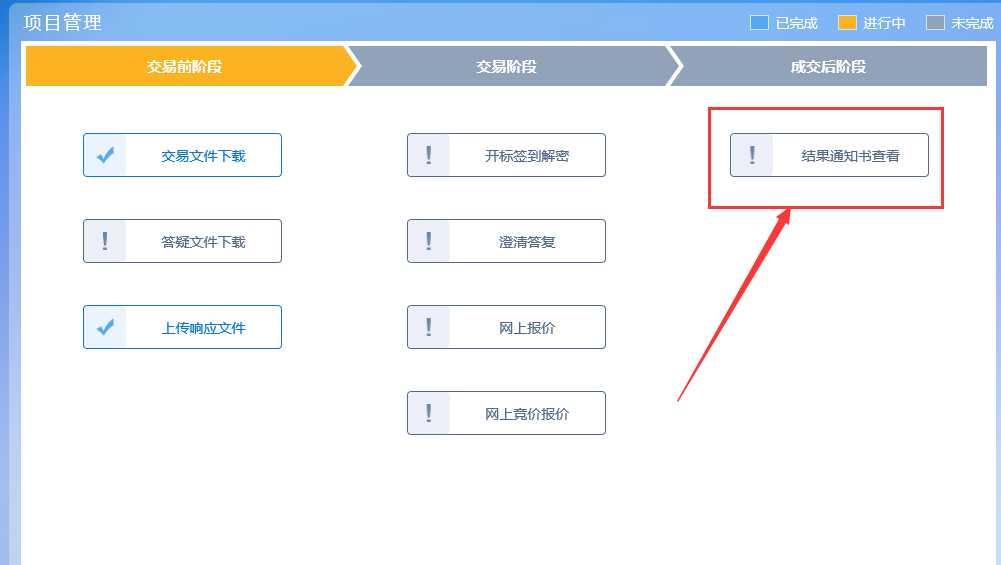 项目管理
已完成 进行中 未完成
交易前阶段 交易阶段 成交后阶段
交易文件下载 开标签到解密 结果通知书查看
答疑文件下载 澄清答复
上传响应文件 网上报价
网上竞价报价